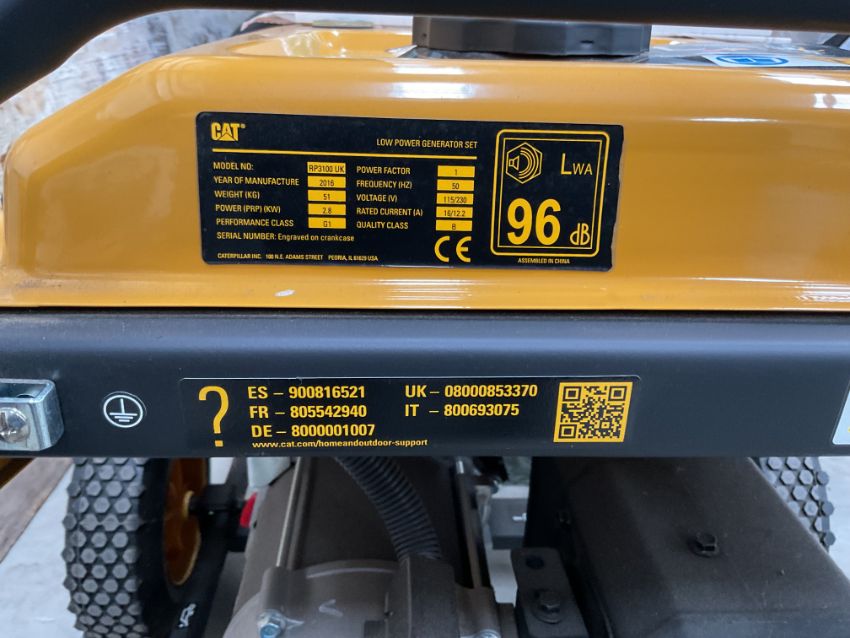 CAT®
LOW POWER GENERATOR SET
MODEL NO: RP3100 UK
YEAR OF MANUFACTURE 2016
WEIGHT (KG) 51
POWER (PRP) (KW) 2.8
PERFORMANCE CLASS G1
SERIAL NUMBER: Engraved on crankcase
POWER FACTOR 1
FREQUENCY (HZ) 50
VOLTAGE (V) 115/230
RATED CURRENT (A) 16/12.2
QUALITY CLASS B
CE
CATERPILLAR INC. 100 N.E. ADAMS STREET PEORIA, IL 61629 USA
LWA
96 dB
ASSEMBLED IN CHINA
?
ES – 900816521
FR – 805542940
DE – 8000001007
UK – 08000853370
IT – 800693075
www.cat.com/homeandoutdoor-support